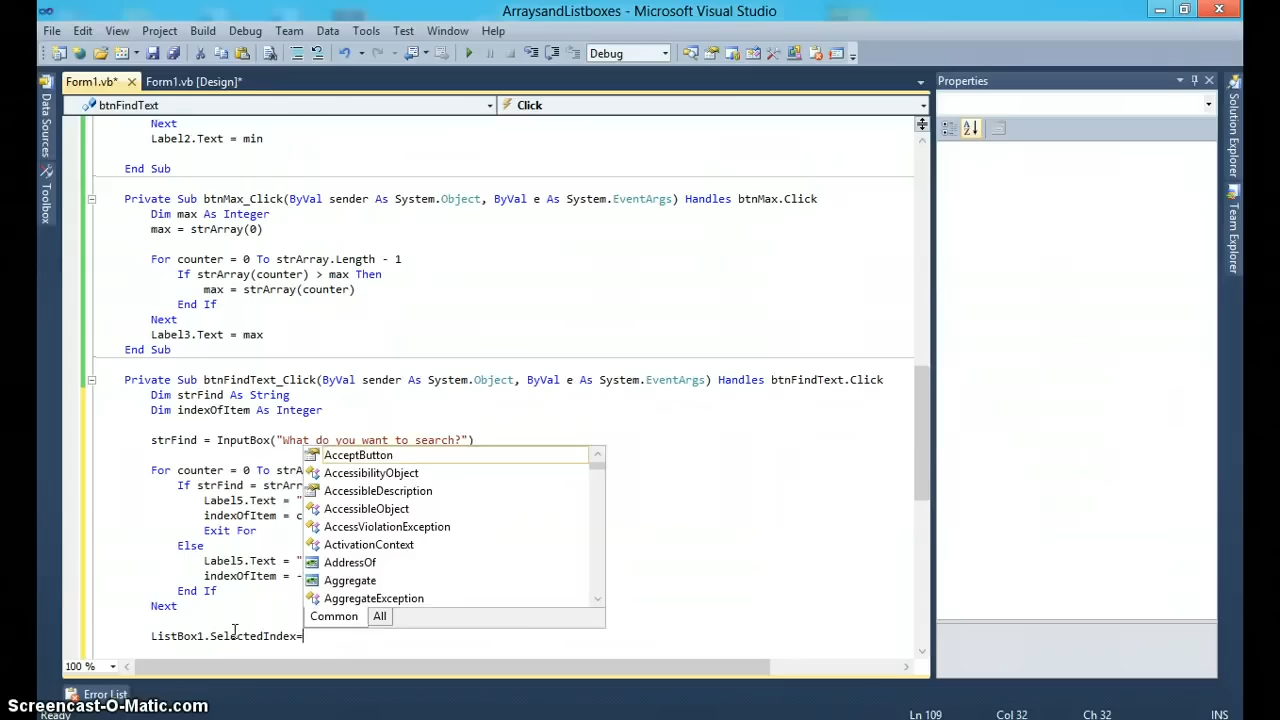 ArraysandListboxes - Microsoft Visual Studio
File Edit View Project Build Debug Team Data Tools Test Window Help
Debug
Form1.vb* Form1.vb [Design]* Properties
btnFindText Click
Data Sources
Toolbox
Solution Explorer
Team Explorer
Next
Label2.Text = min
End Sub
Private Sub btnMax_Click(ByVal sender As System.Object, ByVal e As System.EventArgs) Handles btnMax.Click
Dim max As Integer
max = strArray(0)
For counter = 0 To strArray.Length - 1
If strArray(counter) > max Then
max = strArray(counter)
End If
Next
Label3.Text = max
End Sub
Private Sub btnFindText_Click(ByVal sender As System.Object, ByVal e As System.EventArgs) Handles btnFindText.Click
Dim strFind As String
Dim indexOfItem As Integer
strFind = InputBox("What do you want to search?")
AcceptButton
For counter = 0 To strA
AccessibilityObject
If strFind = strArr
AccessibleDescription
Label5.Text = "
AccessibleObject
indexOfItem = c
AccessViolationException
Exit For
Else
ActivationContext
Label5.Text = "
AddressOf
indexOfItem = -
Aggregate
End If
AggregateException
Next
Common All
ListBox1.SelectedIndex=
100 %
Error List
Screencast-O-Matic.com
Ready Ln 109 Col 32 Ch 32 INS